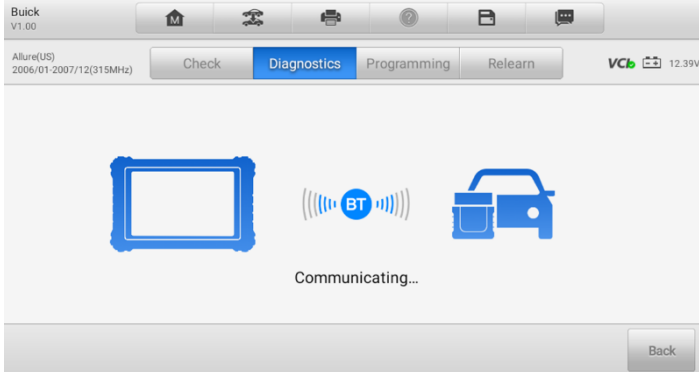 Buick
V1.00
M
?
Allure(US)
2006/01-2007/12(315MHz)
Check
Diagnostics
Programming
Relearn
VCI
12.39V
BT
Communicating...
Back